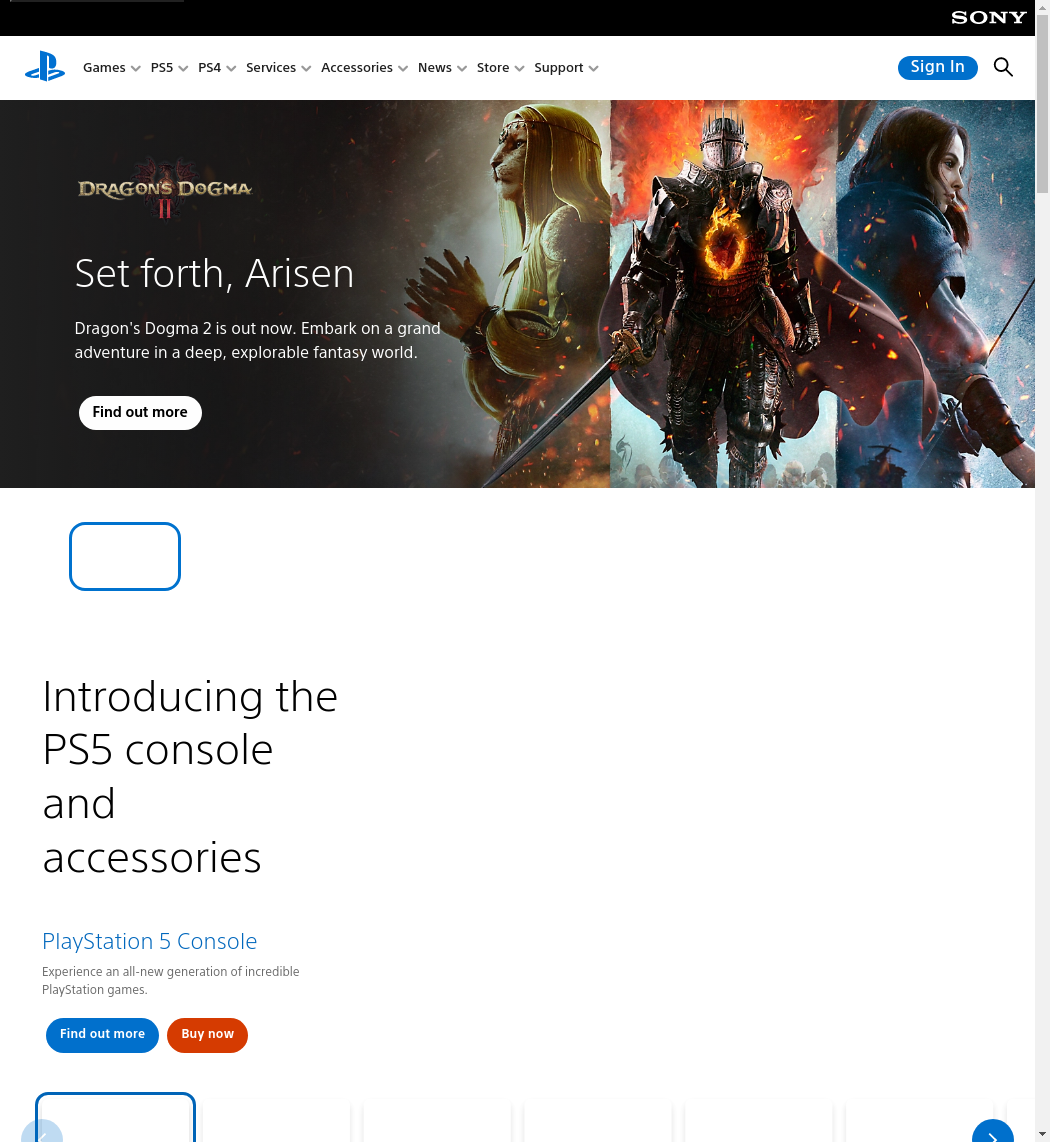 SONY
Games PS5 PS4 Services Accessories News Store Support Sign In
DRAGON'S DOGMA
II
Set forth, Arisen
Dragon's Dogma 2 is out now. Embark on a grand
adventure in a deep, explorable fantasy world.
Find out more
Introducing the
PS5 console
and
accessories
PlayStation 5 Console
Experience an all-new generation of incredible
PlayStation games.
Find out more Buy now